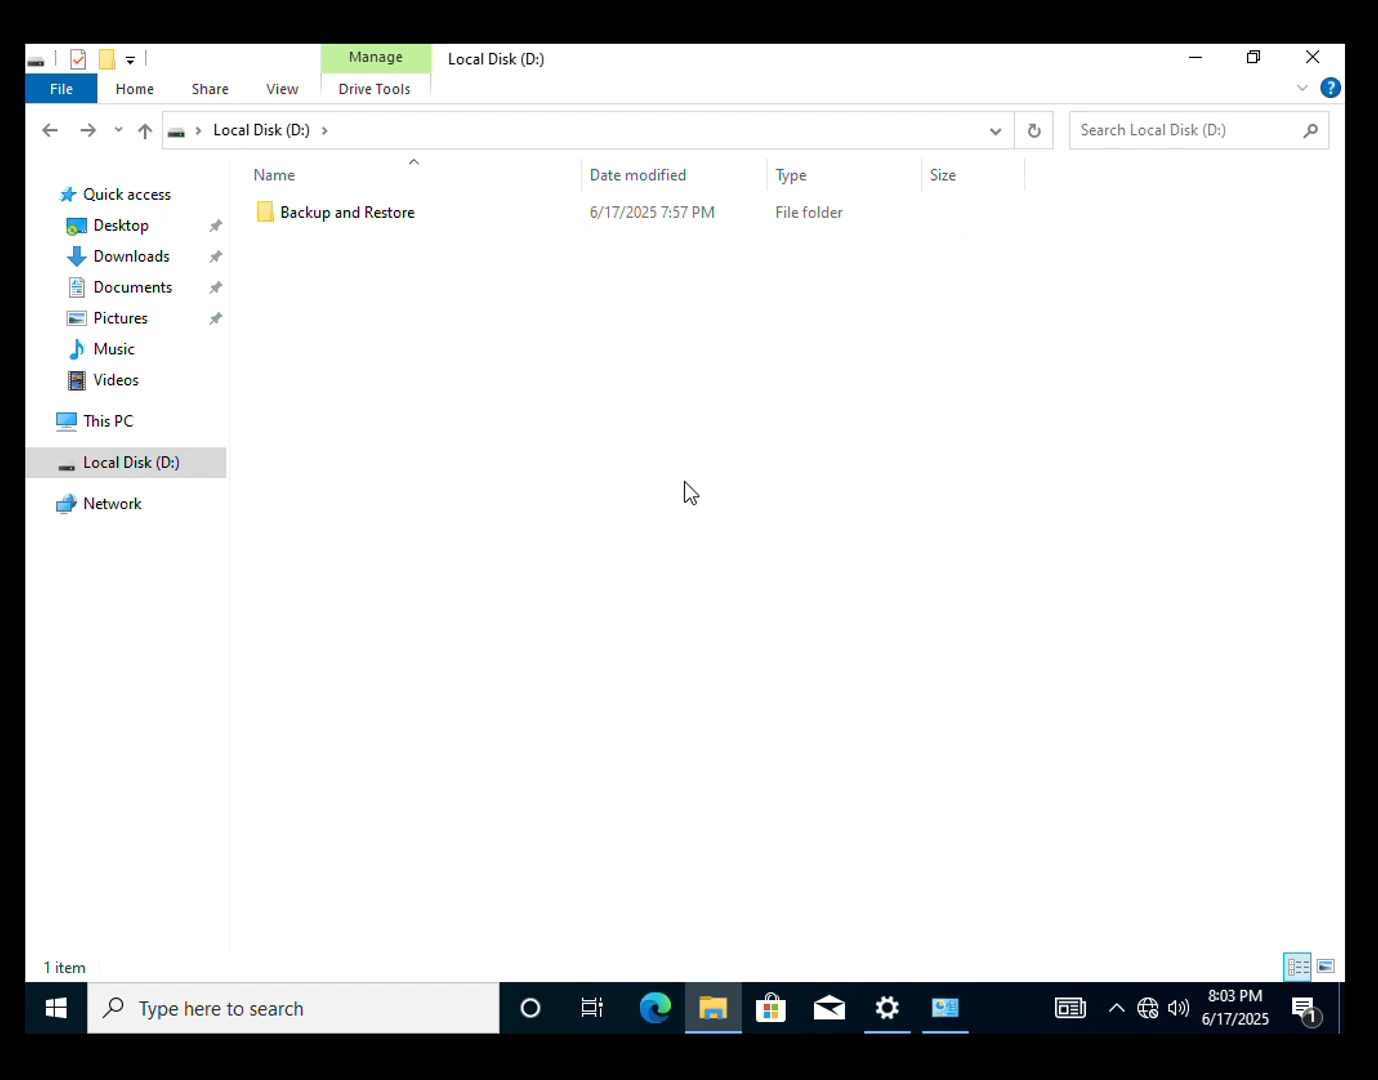 Manage
Local Disk (D:)
File
Home
Share
View
Drive Tools
?
Local Disk (D:)
Search Local Disk (D:)
Name
Date modified
Type
Size
Quick access
Desktop
Downloads
Documents
Pictures
Music
Videos
This PC
Local Disk (D:)
Network
Backup and Restore
6/17/2025 7:57 PM
File folder
1 item
Type here to search
8:03 PM
6/17/2025
1